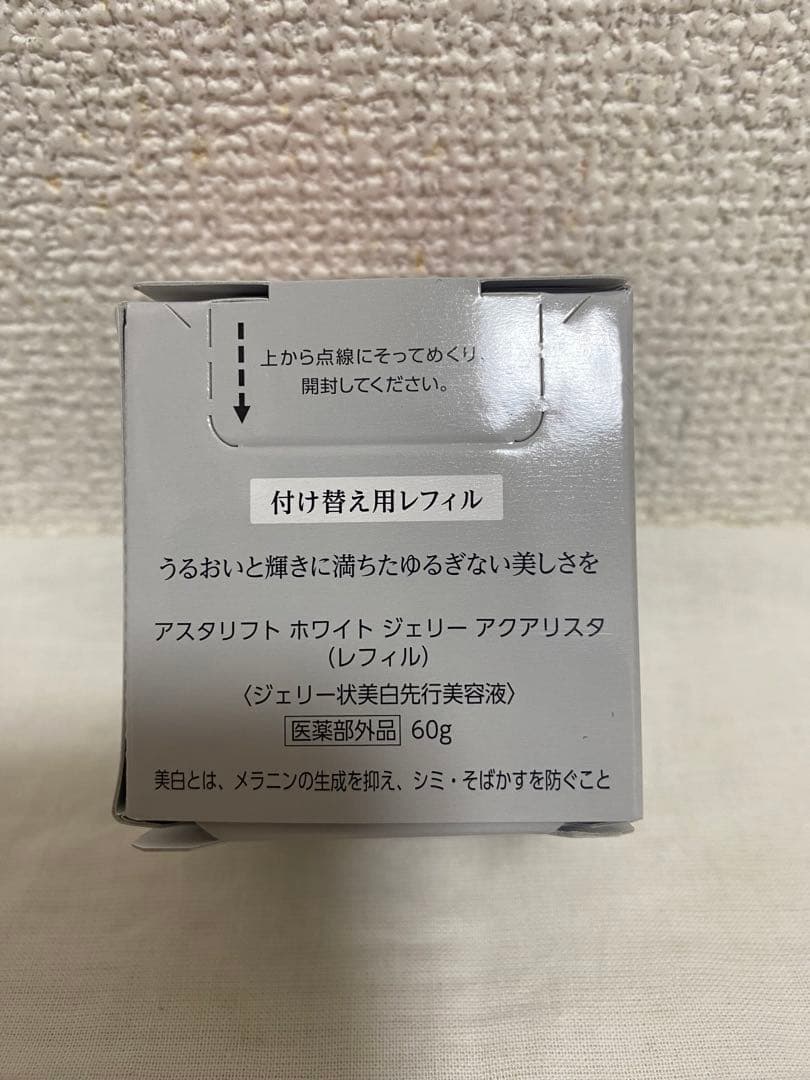 上から点線にそってめくり、
開封してください。
付け替え用レフィル
うるおいと輝きに満ちたゆるぎない美しさを
アスタリフト ホワイト ジェリー アクアリスタ
（レフィル）
〈ジェリー状美白先行美容液〉
医薬部外品 60g
美白とは、メラニンの生成を抑え、シミ・そばかすを防ぐこと